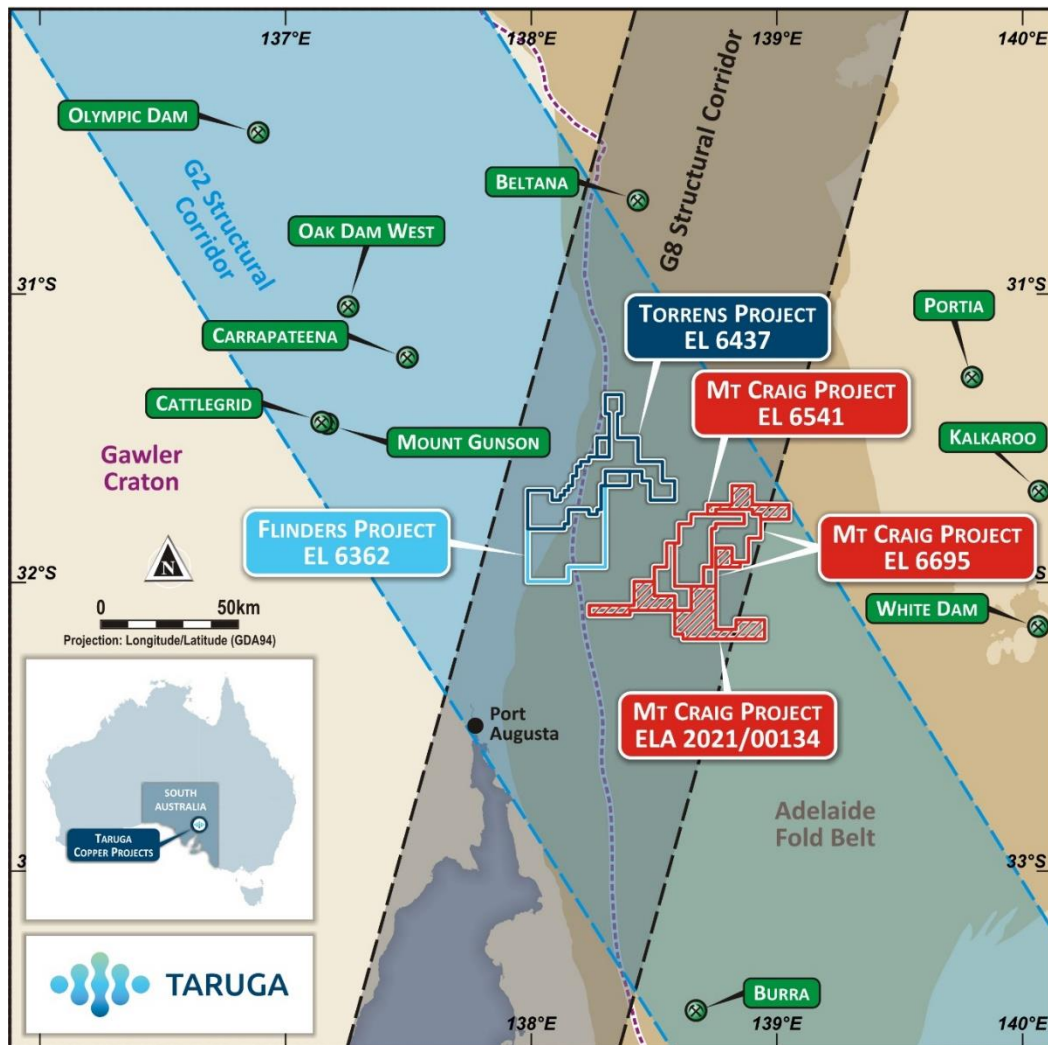 137°E
138°E
139°E
140°E
OLYMPIC DAM
G2 Structural
Corridor
BELTANA
G8 Structural Corridor
OAK DAM WEST
31°S
31°S
TORRENS PROJECT
EL 6437
PORTIA
CARRAPATEENA
MT CRAIG PROJECT
EL 6541
CATTLEGRID
MOUNT GUNSON
KALKAROO
Gawler
Craton
FLINDERS PROJECT
EL 6362
MT CRAIG PROJECT
EL 6695
N
32°S
32°S
WHITE DAM
0 50km
Projection: Longitude/Latitude (GDA94)
MT CRAIG PROJECT
ELA 2021/00134
Port
Augusta
SOUTH
AUSTRALIA
TARUGA
COPPER PROJECTS
Adelaide
Fold Belt
33°S
TARUGA
BURRA
138°E
139°E
140°E